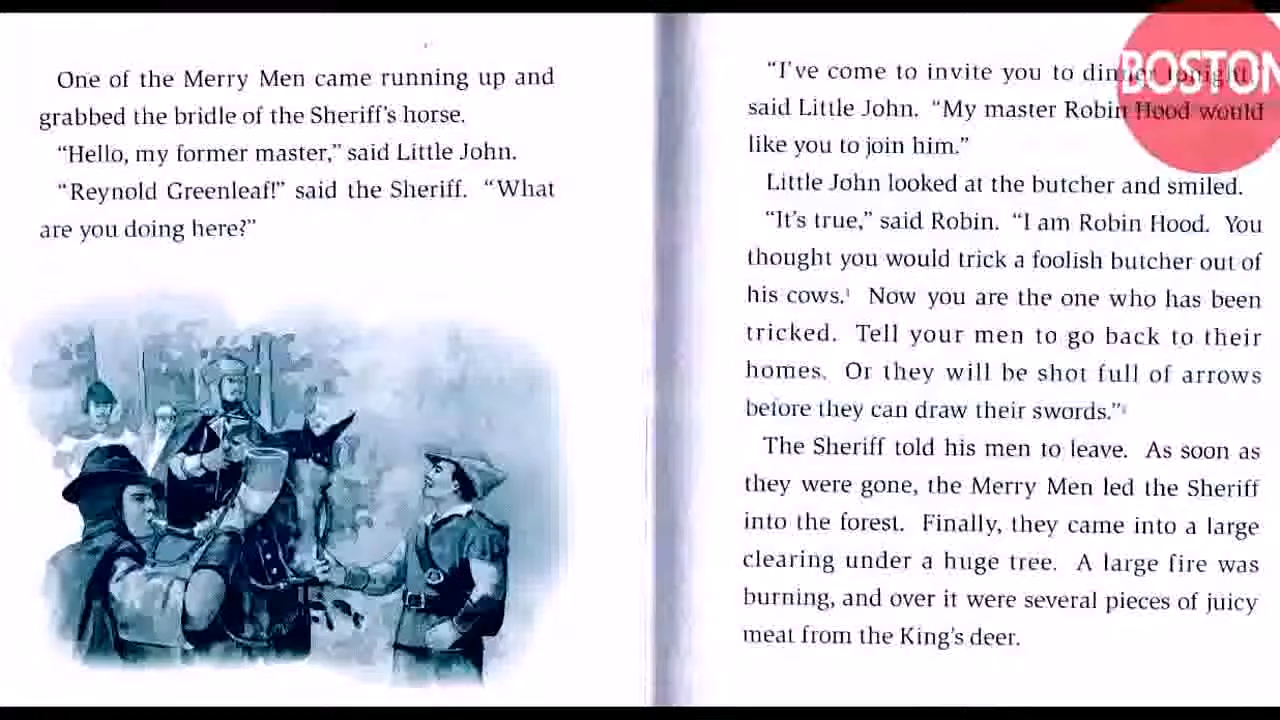 One of the Merry Men came running up and
grabbed the bridle of the Sheriff's horse.
“Hello, my former master,” said Little John.
“Reynold Greenleaf!” said the Sheriff. “What
are you doing here?”
BOSTON
“I've come to invite you to dinner tonight,”
said Little John. “My master Robin Hood would
like you to join him.”
Little John looked at the butcher and smiled.
“It's true,” said Robin. “I am Robin Hood. You
thought you would trick a foolish butcher out of
his cows.¹ Now you are the one who has been
tricked. Tell your men to go back to their
homes. Or they will be shot full of arrows
before they can draw their swords.”²
The Sheriff told his men to leave. As soon as
they were gone, the Merry Men led the Sheriff
into the forest. Finally, they came into a large
clearing under a huge tree. A large fire was
burning, and over it were several pieces of juicy
meat from the King's deer.